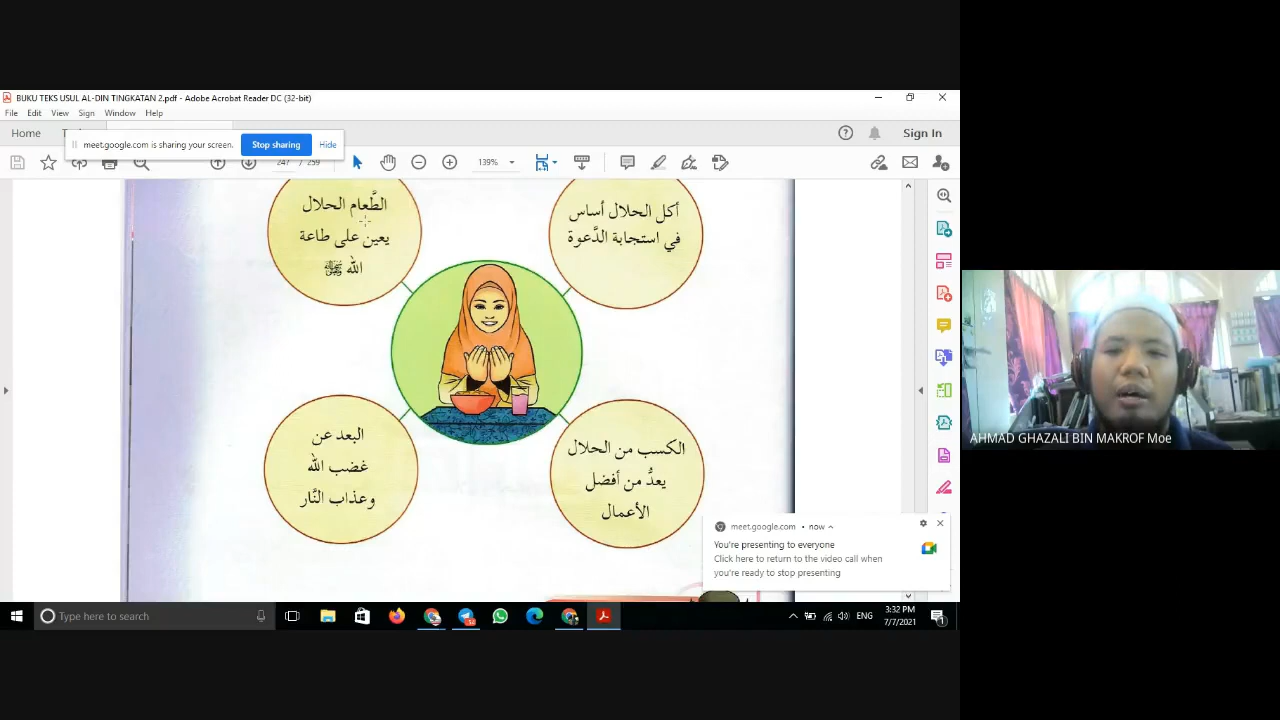 BUKU TEKS USUL AL-DIN TINGKATAN 2.pdf - Adobe Acrobat Reader DC (32-bit)
File Edit View Sign Window Help
Home
Sign In
meet.google.com is sharing your screen.
Stop sharing
Hide
247 / 259
139%
أكل الحلال أساس
في استجابة الدَّعوة
الطَّعام الحلال
يعين على طاعة
الله ﷻ
الكسب من الحلال
يعدُّ من أفضل
الأعمال
البعد عن
غضب الله
وعذاب النَّار
AHMAD GHAZALI BIN MAKROF Moe
meet.google.com • now
You're presenting to everyone
Click here to return to the video call when
you're ready to stop presenting
Type here to search
ENG
3:32 PM
7/7/2021